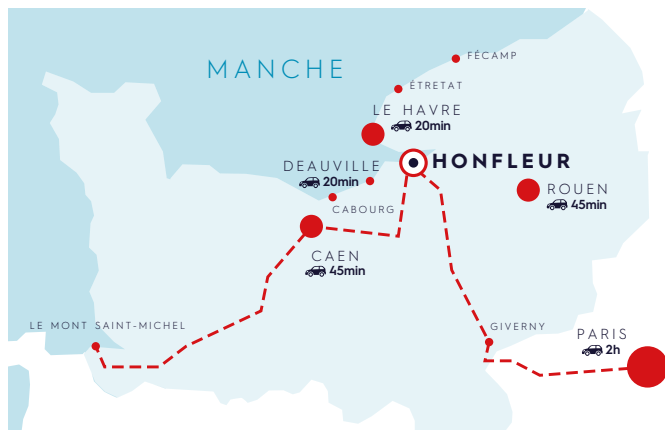 FÉCAMP
MANCHE
ÉTRETAT
LE HAVRE
20min
HONFLEUR
DEAUVILLE
20min
ROUEN
45min
CABOURG
CAEN
45min
LE MONT SAINT-MICHEL
GIVERNY
PARIS
2h